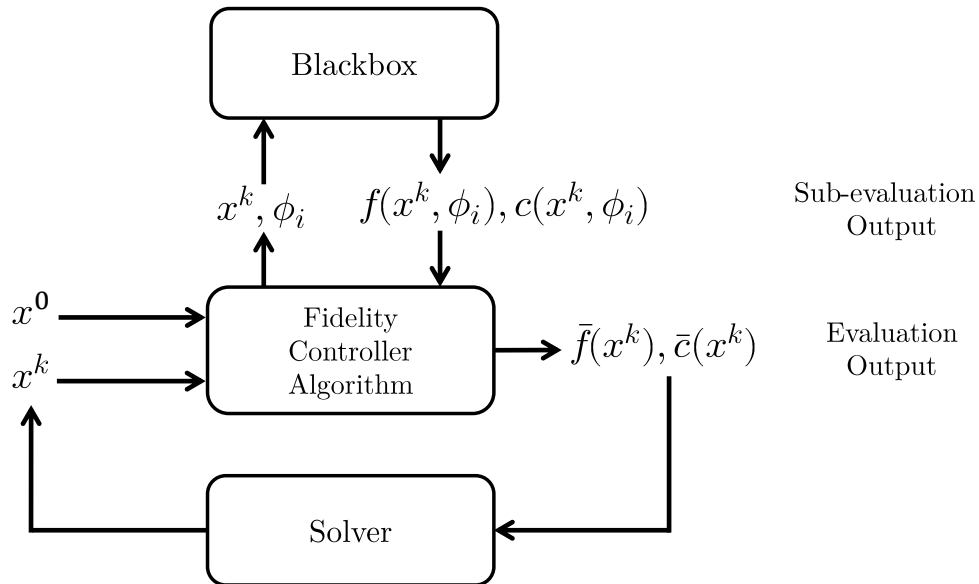 Blackbox
x^k, ϕ_i
f(x^k, ϕ_i), c(x^k, ϕ_i)
Sub-evaluation
Output
x^0
x^k
Fidelity
Controller
Algorithm
f̄(x^k), c̄(x^k)
Evaluation
Output
Solver